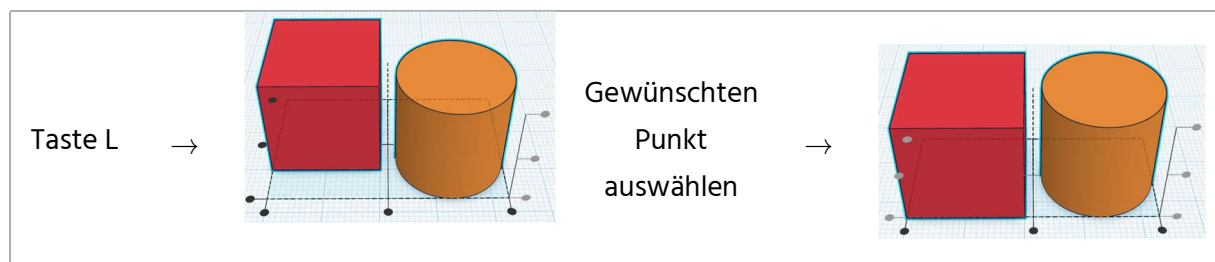 Taste L →
Gewünschten
Punkt
auswählen
→